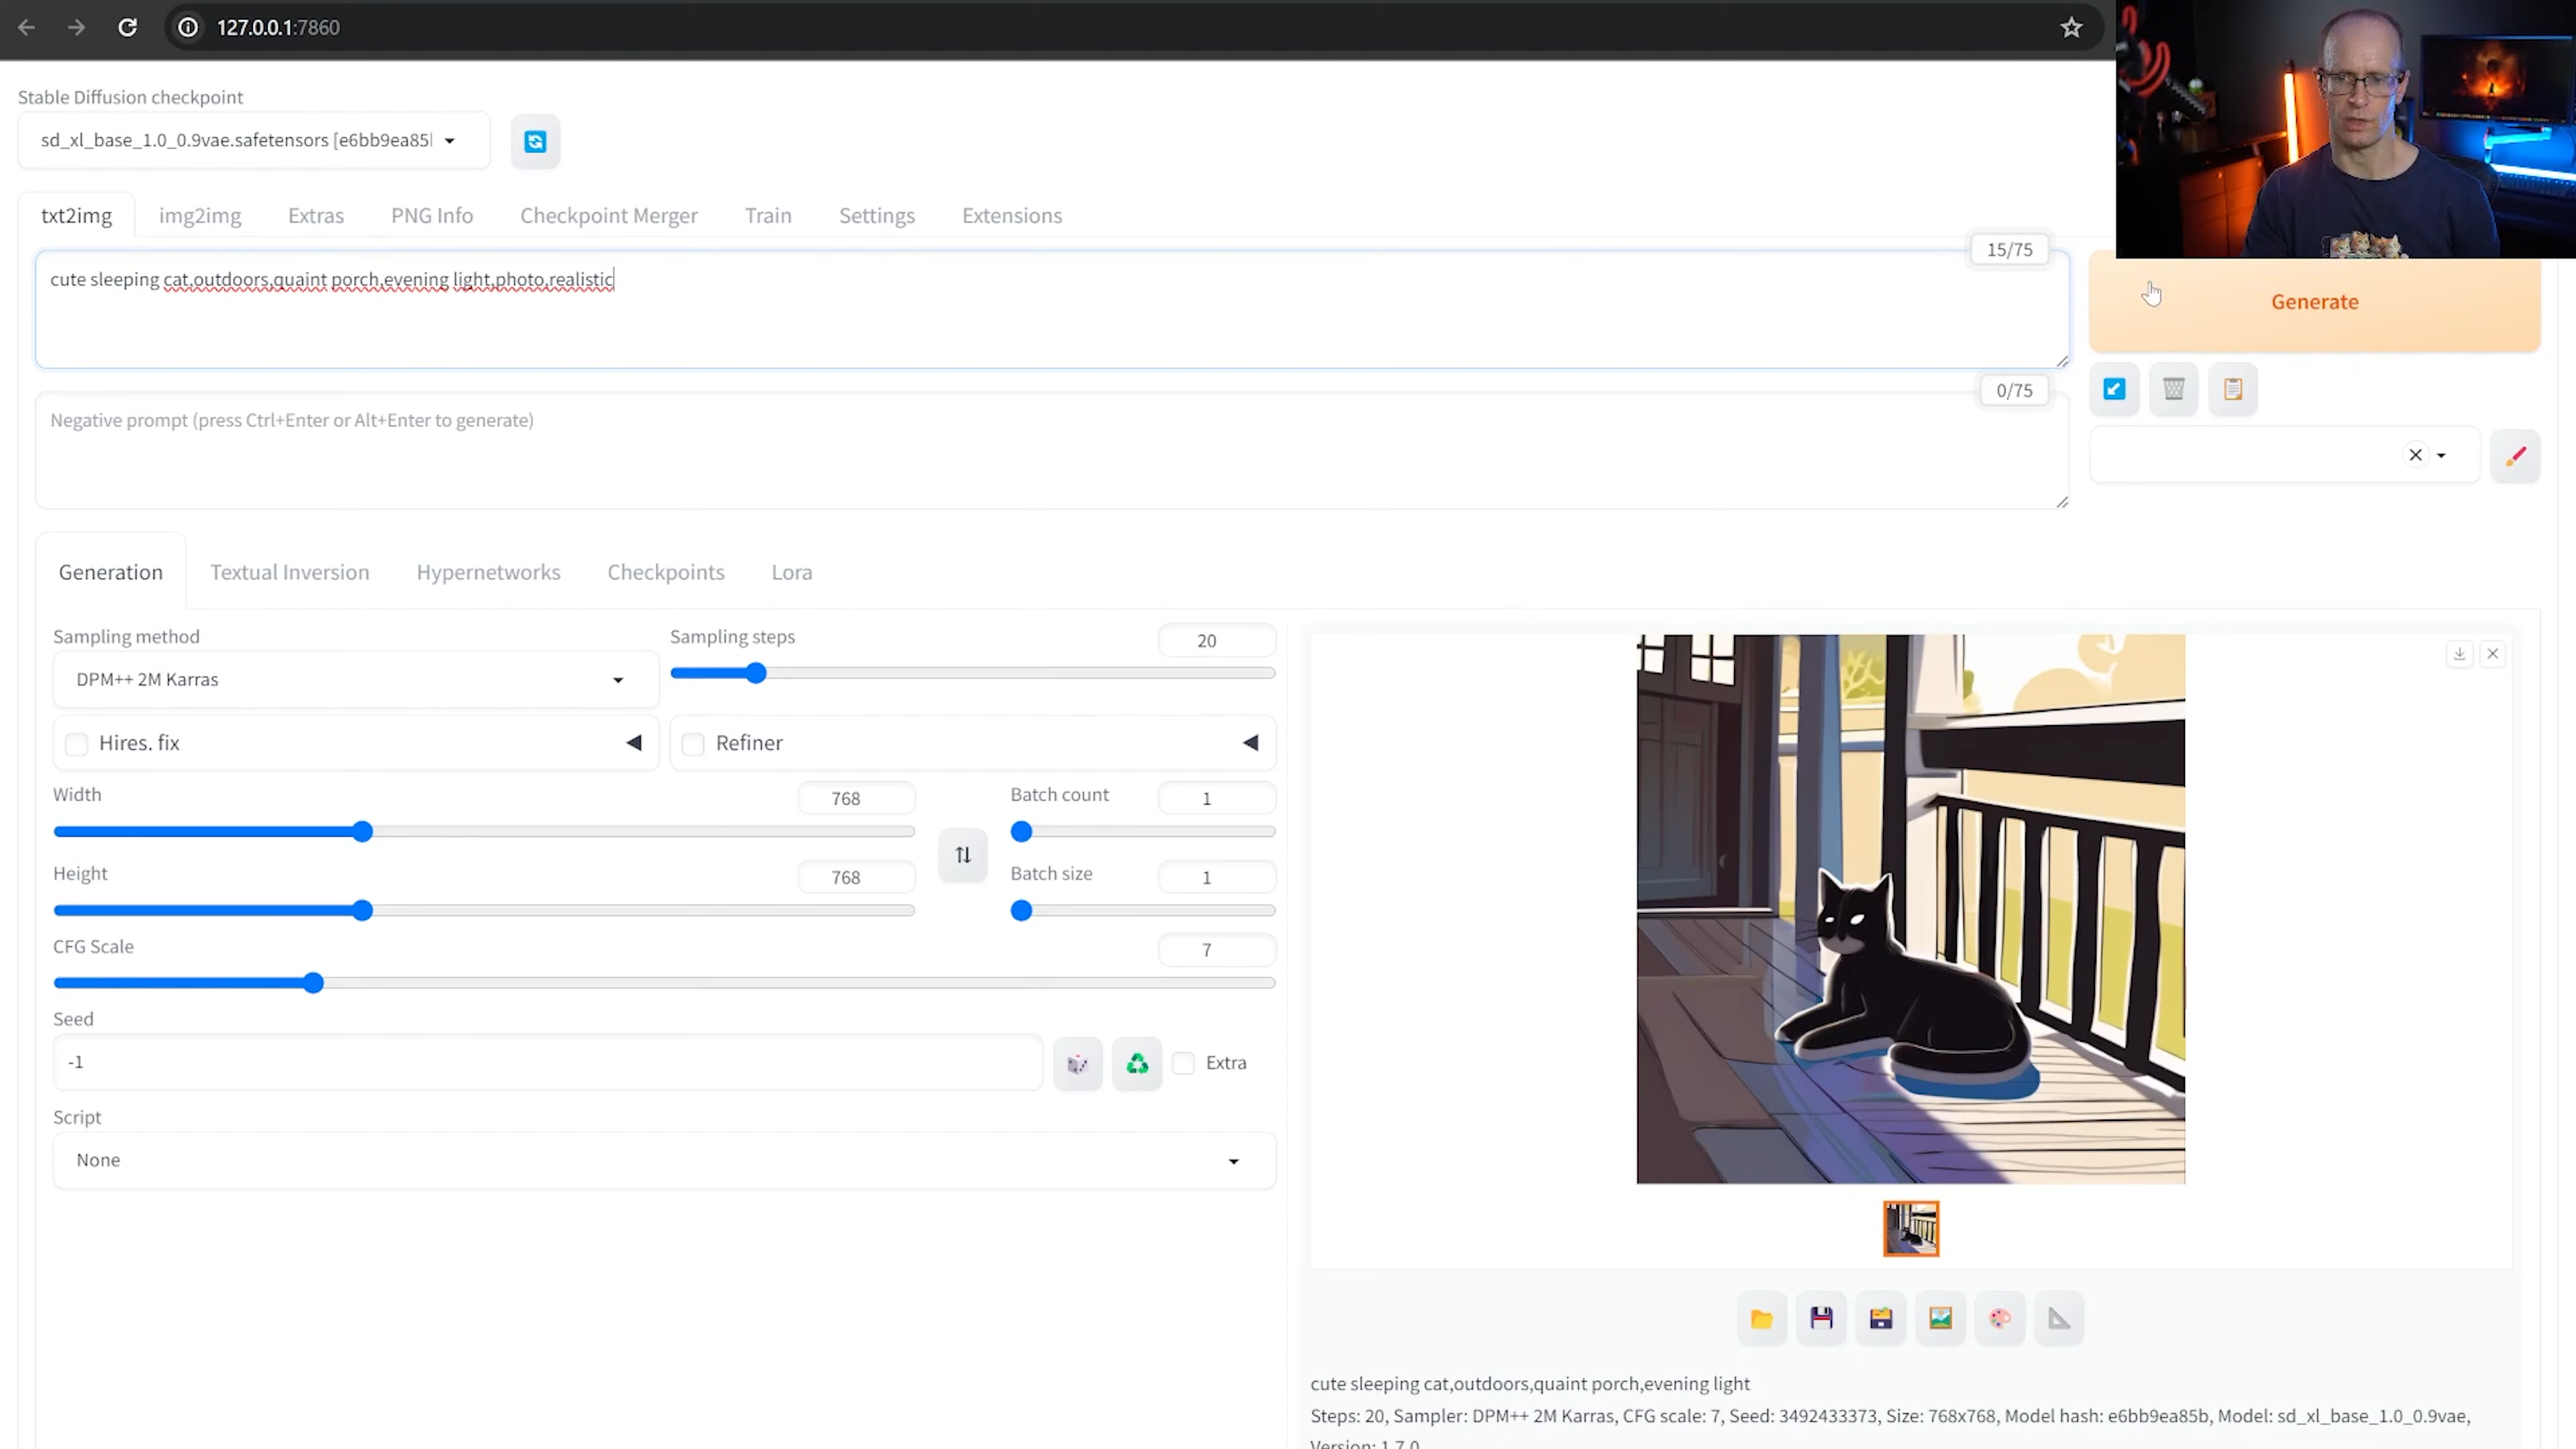 127.0.0.1:7860
Stable Diffusion checkpoint
sd_xl_base_1.0_0.9vae.safetensors [e6bb9ea85
txt2img img2img Extras PNG Info Checkpoint Merger Train Settings Extensions
15/75
cute sleeping cat,outdoors,quaint porch,evening light,photo,realistic
Generate
0/75
Negative prompt (press Ctrl+Enter or Alt+Enter to generate)
Generation Textual Inversion Hypernetworks Checkpoints Lora
Sampling method
DPM++ 2M Karras
Sampling steps 20
Hires. fix
Refiner
Width 768
Batch count 1
Height 768
Batch size 1
CFG Scale 7
Seed
-1
Extra
Script
None
cute sleeping cat,outdoors,quaint porch,evening light
Steps: 20, Sampler: DPM++ 2M Karras, CFG scale: 7, Seed: 3492433373, Size: 768x768, Model hash: e6bb9ea85b, Model: sd_xl_base_1.0_0.9vae,
Version: 1.7.0